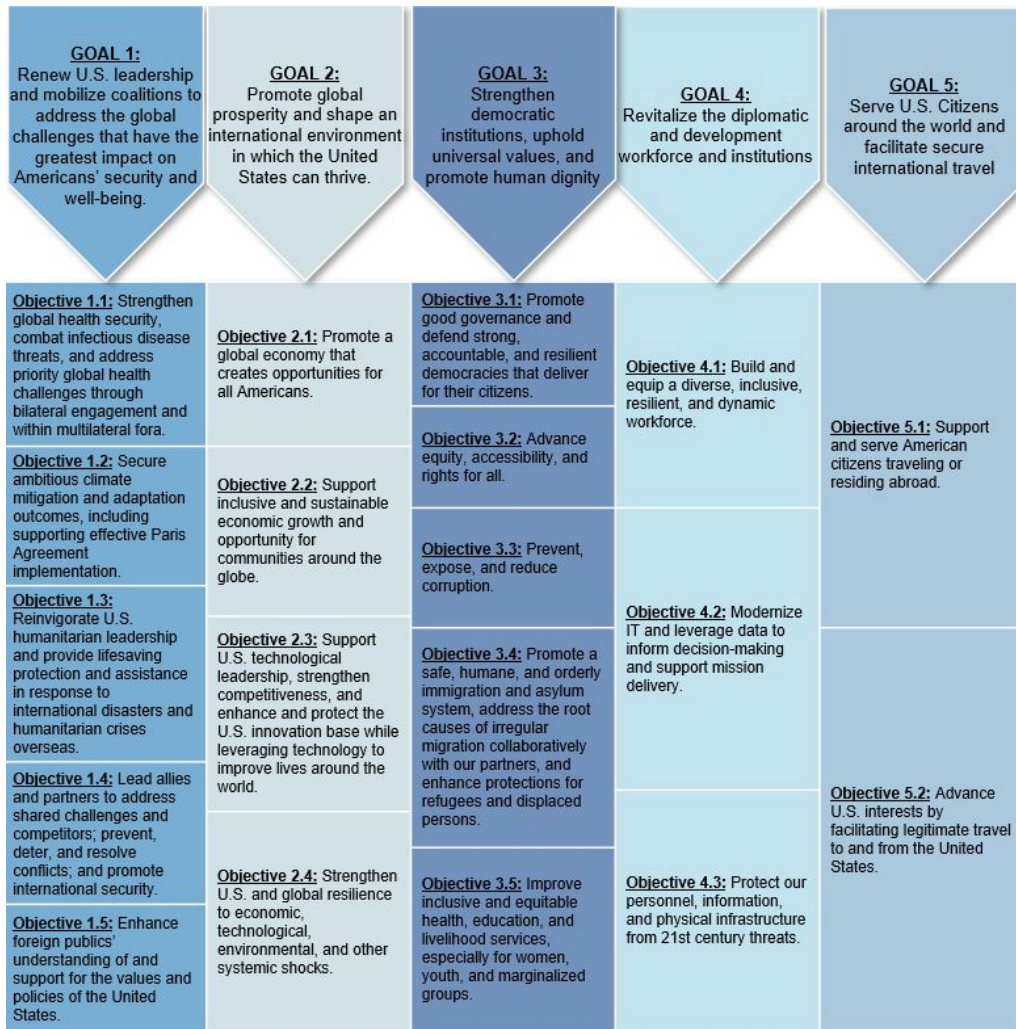 GOAL 1:
Renew U.S. leadership
and mobilize coalitions to
address the global
challenges that have the
greatest impact on
Americans' security and
well-being.
GOAL 2:
Promote global
prosperity and shape an
international environment
in which the United
States can thrive.
GOAL 3:
Strengthen
democratic
institutions, uphold
universal values, and
promote human dignity
GOAL 4:
Revitalize the diplomatic
and development
workforce and institutions
GOAL 5:
Serve U.S. Citizens
around the world and
facilitate secure
international travel
Objective 1.1: Strengthen
global health security,
combat infectious disease
threats, and address
priority global health
challenges through
bilateral engagement and
within multilateral fora.
Objective 1.2: Secure
ambitious climate
mitigation and adaptation
outcomes, including
supporting effective Paris
Agreement
implementation.
Objective 1.3:
Reinvigorate U.S.
humanitarian leadership
and provide lifesaving
protection and assistance
in response to
international disasters and
humanitarian crises
overseas.
Objective 1.4: Lead allies
and partners to address
shared challenges and
competitors; prevent,
deter, and resolve
conflicts; and promote
international security.
Objective 1.5: Enhance
foreign publics'
understanding of and
support for the values and
policies of the United
States.
Objective 2.1: Promote a
global economy that
creates opportunities for
all Americans.
Objective 2.2: Support
inclusive and sustainable
economic growth and
opportunity for
communities around the
globe.
Objective 2.3: Support
U.S. technological
leadership, strengthen
competitiveness, and
enhance and protect the
U.S. innovation base while
leveraging technology to
improve lives around the
world.
Objective 2.4: Strengthen
U.S. and global resilience
to economic,
technological,
environmental, and other
systemic shocks.
Objective 3.1: Promote
good governance and
defend strong,
accountable, and resilient
democracies that deliver
for their citizens.
Objective 3.2: Advance
equity, accessibility, and
rights for all.
Objective 3.3: Prevent,
expose, and reduce
corruption.
Objective 3.4: Promote a
safe, humane, and orderly
immigration and asylum
system, address the root
causes of irregular
migration collaboratively
with our partners, and
enhance protections for
refugees and displaced
persons.
Objective 3.5: Improve
inclusive and equitable
health, education, and
livelihood services,
especially for women,
youth, and marginalized
groups.
Objective 4.1: Build and
equip a diverse, inclusive,
resilient, and dynamic
workforce.
Objective 4.2: Modernize
IT and leverage data to
inform decision-making
and support mission
delivery.
Objective 4.3: Protect our
personnel, information,
and physical infrastructure
from 21st century threats.
Objective 5.1: Support
and serve American
citizens traveling or
residing abroad.
Objective 5.2: Advance
U.S. interests by
facilitating legitimate travel
to and from the United
States.